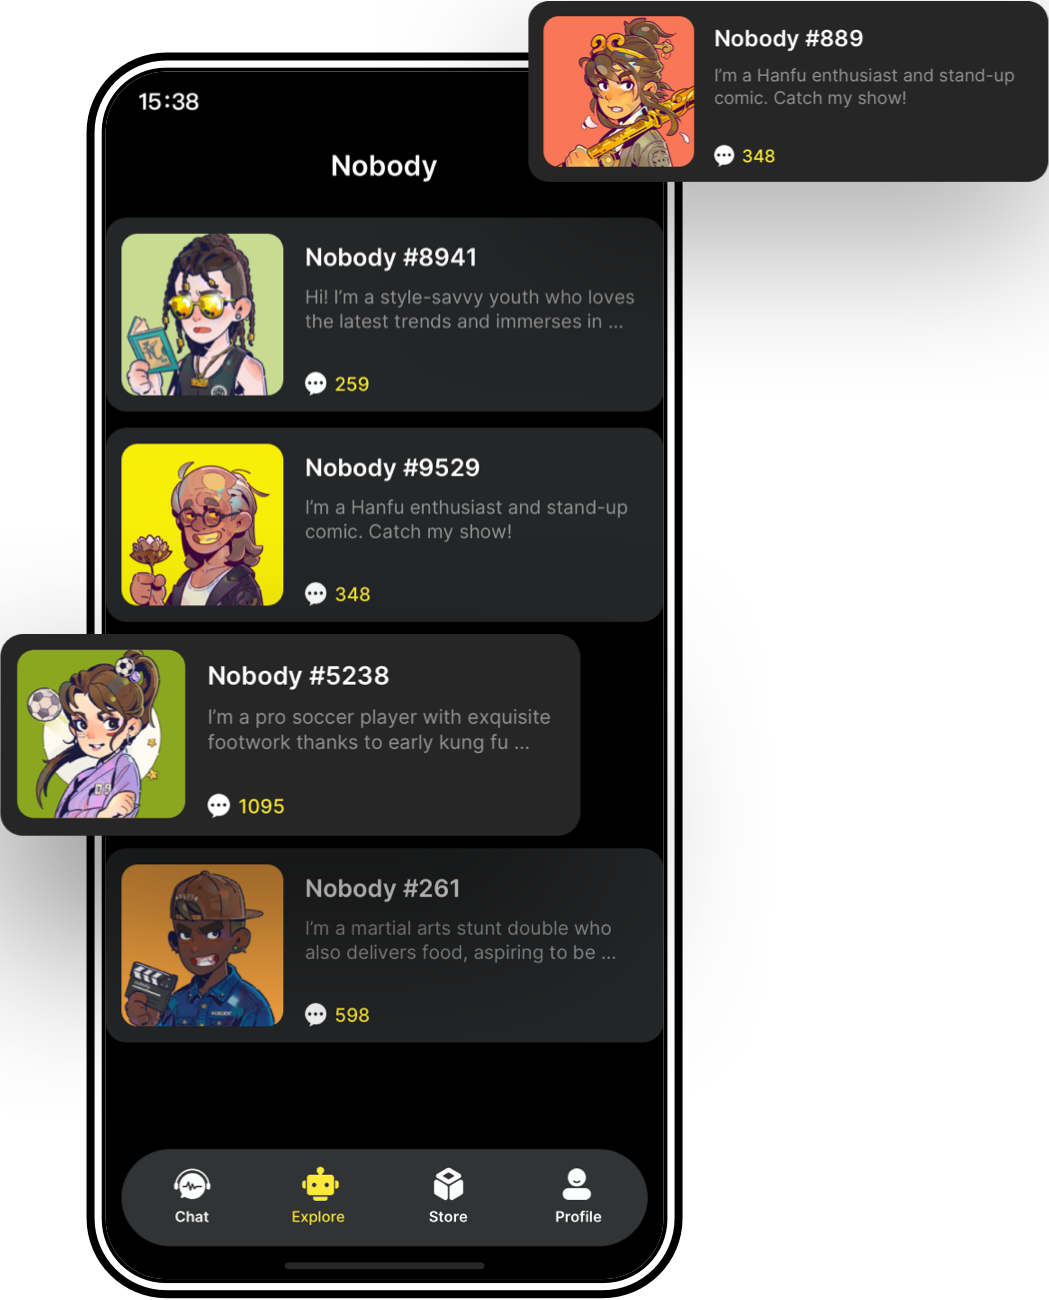 Nobody #889
I'm a Hanfu enthusiast and stand-up
comic. Catch my show!
348
15:38
Nobody
Nobody #8941
Hi! I'm a style-savvy youth who loves
the latest trends and immerses in ...
259
Nobody #9529
I'm a Hanfu enthusiast and stand-up
comic. Catch my show!
348
Nobody #5238
I'm a pro soccer player with exquisite
footwork thanks to early kung fu ...
1095
Nobody #261
I'm a martial arts stunt double who
also delivers food, aspiring to be ...
NOBODY
598
Chat
Explore
Store
Profile